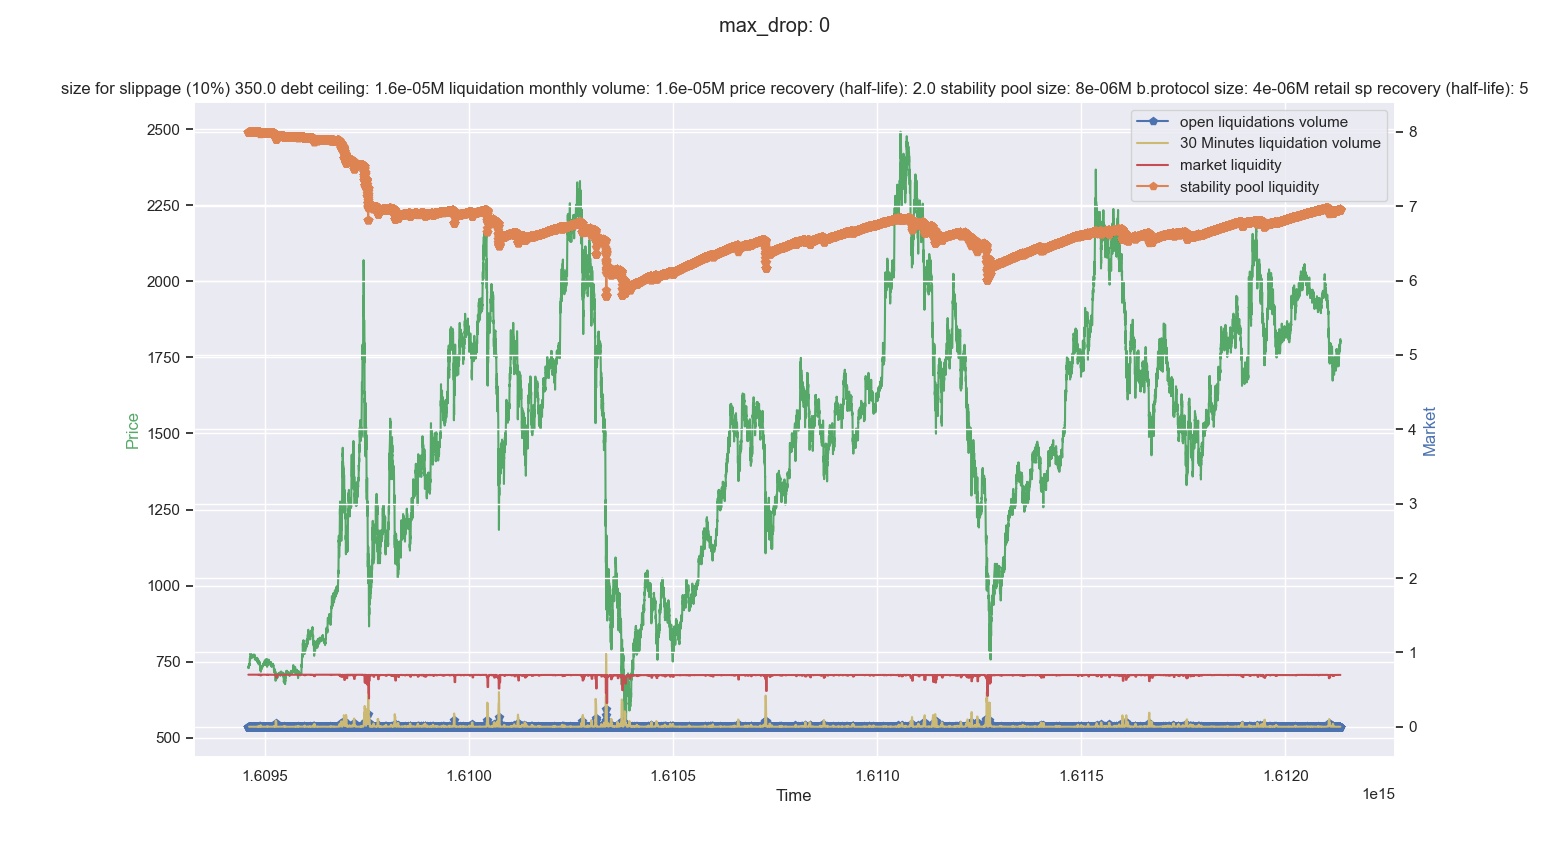 max_drop: 0
size for slippage (10%) 350.0 debt ceiling: 1.6e-05M liquidation monthly volume: 1.6e-05M price recovery (half-life): 2.0 stability pool size: 8e-06M b.protocol size: 4e-06M retail sp recovery (half-life): 5
open liquidations volume
30 Minutes liquidation volume
market liquidity
stability pool liquidity
2500
2250
2000
1750
1500
1250
1000
750
500
Price
8
7
6
5
4
3
2
1
0
Market
1.6095
1.6100
1.6105
1.6110
1.6115
1.6120
1e15
Time